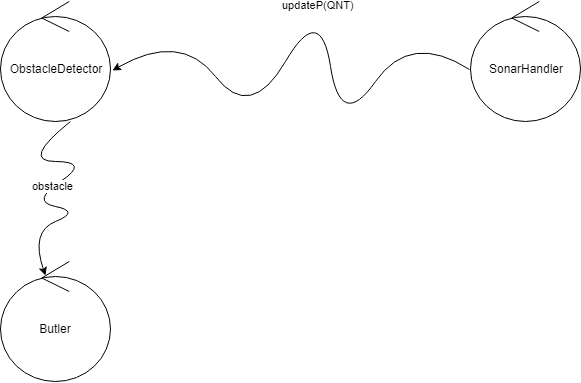 updateP(QNT)
ObstacleDetector
SonarHandler
obstacle
Butler